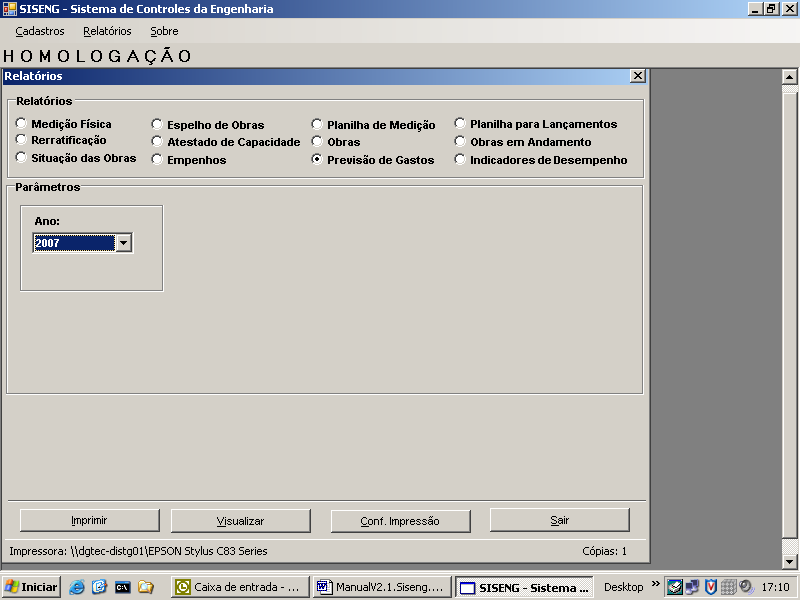 SISENG - Sistema de Controles da Engenharia
Cadastros Relatórios Sobre
HOMOLOGAÇÃO
Relatórios
Relatórios
Medição Física Espelho de Obras Planilha de Medição Planilha para Lançamentos
Rerratificação Atestado de Capacidade Obras Obras em Andamento
Situação das Obras Empenhos Previsão de Gastos Indicadores de Desempenho
Parâmetros
Ano:
2007
Imprimir Visualizar Conf. Impressão Sair
Impressora: \\dgtec-distg01\EPSON Stylus C83 Series Cópias: 1
Iniciar Caixa de entrada - ... ManualV2.1.Siseng.... SISENG - Sistema ... Desktop » 17:10